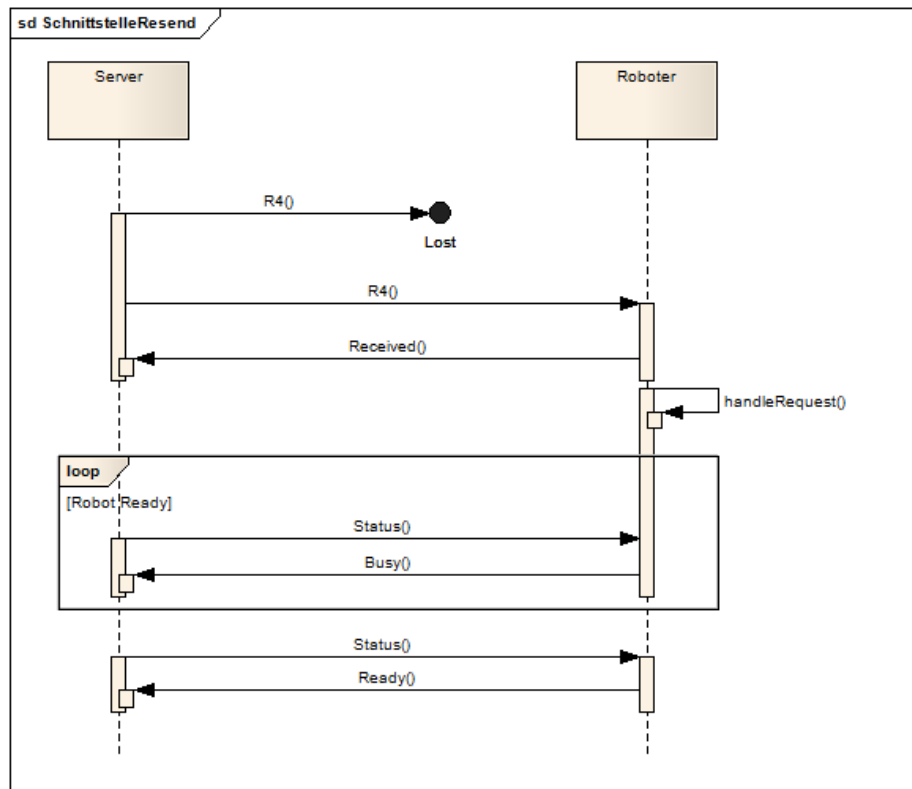 sd SchnittstelleResend
Server
Roboter
R4()
Lost
R4()
Received()
handleRequest()
loop
[Robot Ready]
Status()
Busy()
Status()
Ready()